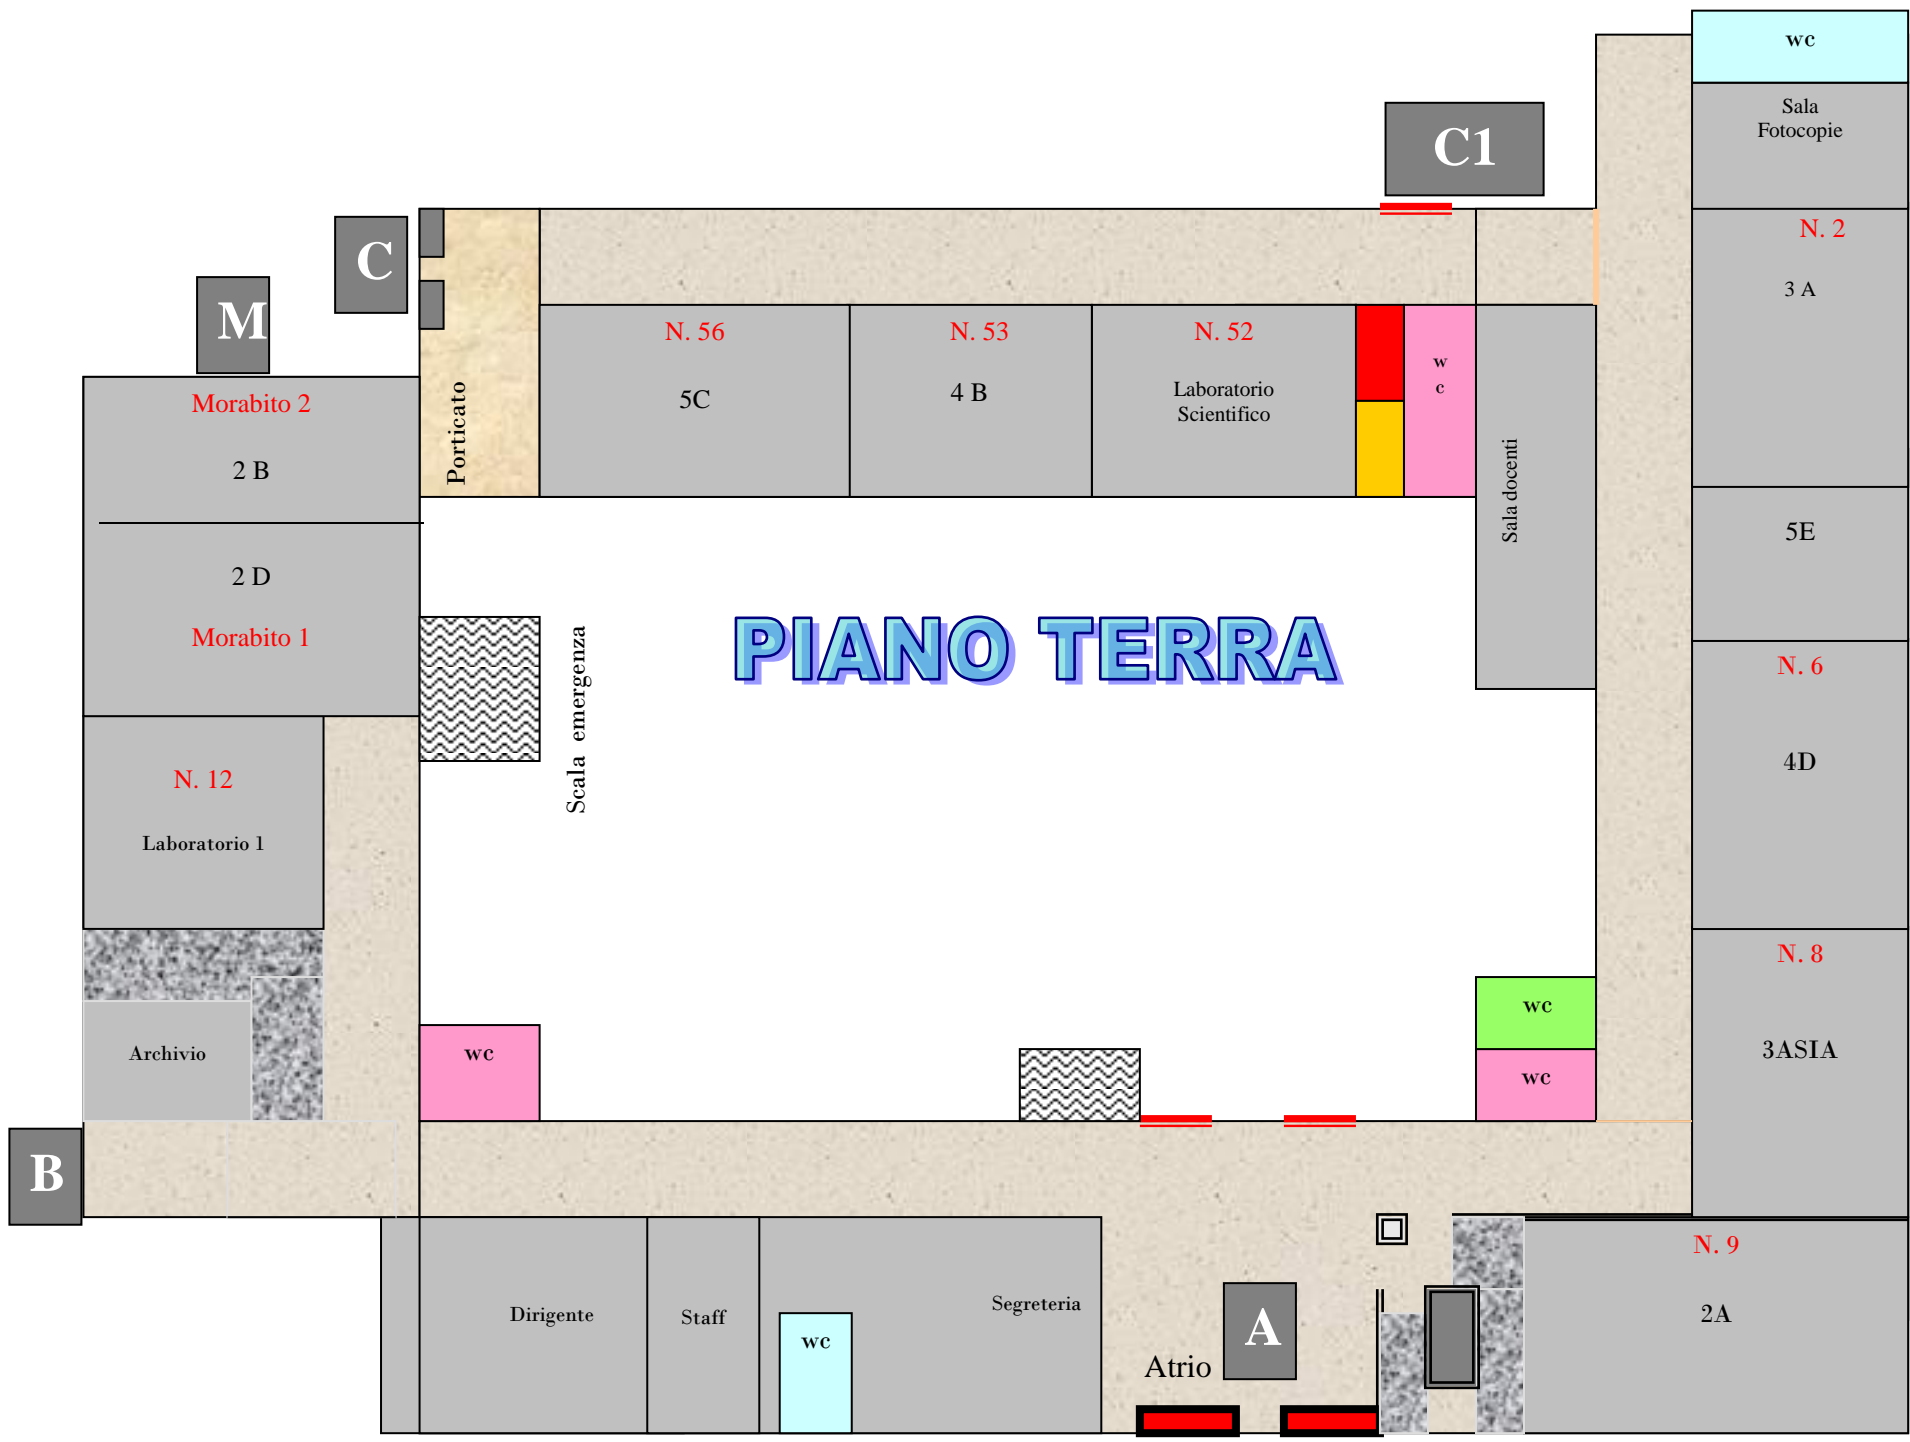 wc
Sala
Fotocopie
C1
N. 2
3 A
C
M
N. 56
5C
N. 53
4 B
N. 52
Laboratorio
Scientifico
w
c
Porticato
Morabito 2
2 B
Sala docenti
5E
2 D
Morabito 1
Scala emergenza
PIANO TERRA
N. 6
4D
N. 12
Laboratorio 1
N. 8
3ASIA
wc
wc
Archivio
wc
B
N. 9
2A
Dirigente
Staff
wc
Segreteria
A
Atrio